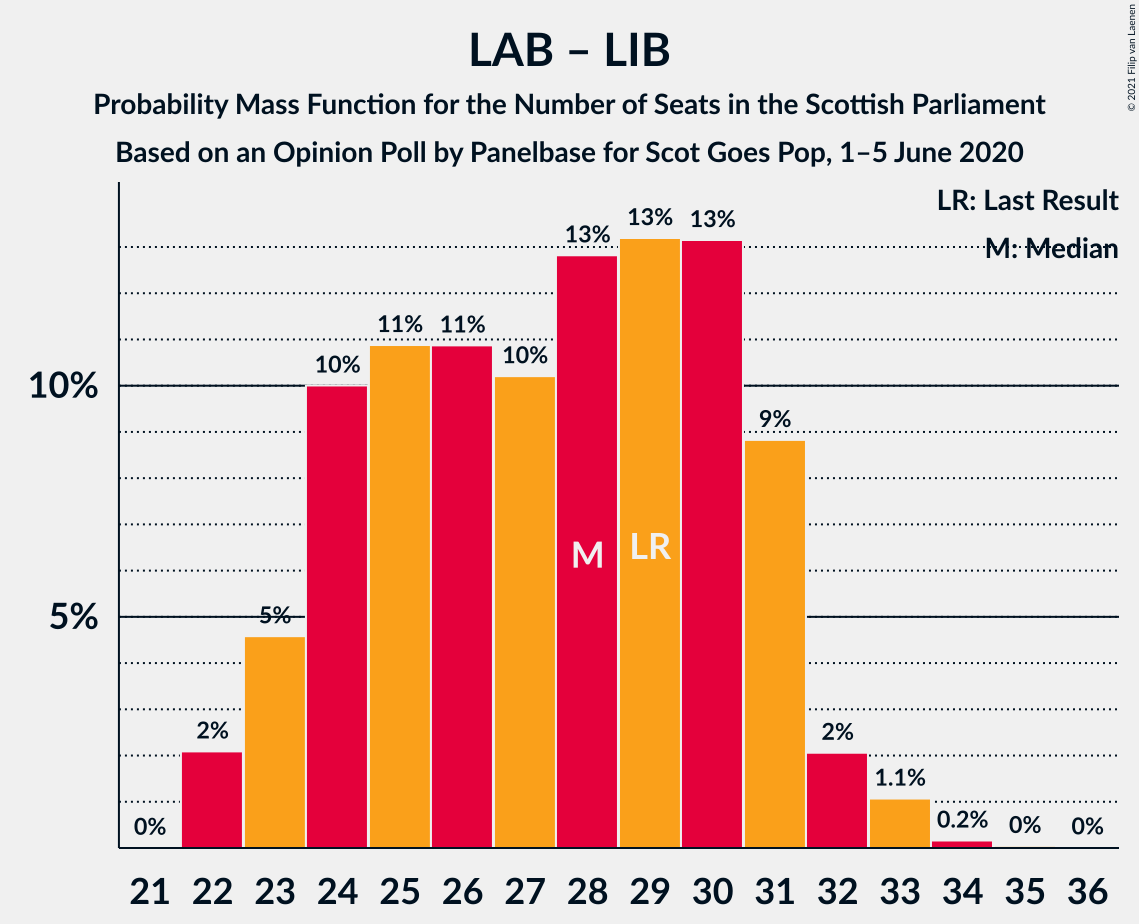 LAB – LIB
Probability Mass Function for the Number of Seats in the Scottish Parliament
Based on an Opinion Poll by Panelbase for Scot Goes Pop, 1–5 June 2020
© 2021 Filip van Laenen
LR: Last Result
M: Median
10%
5%
0%
2%
5%
10%
11%
11%
10%
13%
13%
13%
9%
2%
1.1%
0.2%
0%
0%
M
LR
21 22 23 24 25 26 27 28 29 30 31 32 33 34 35 36